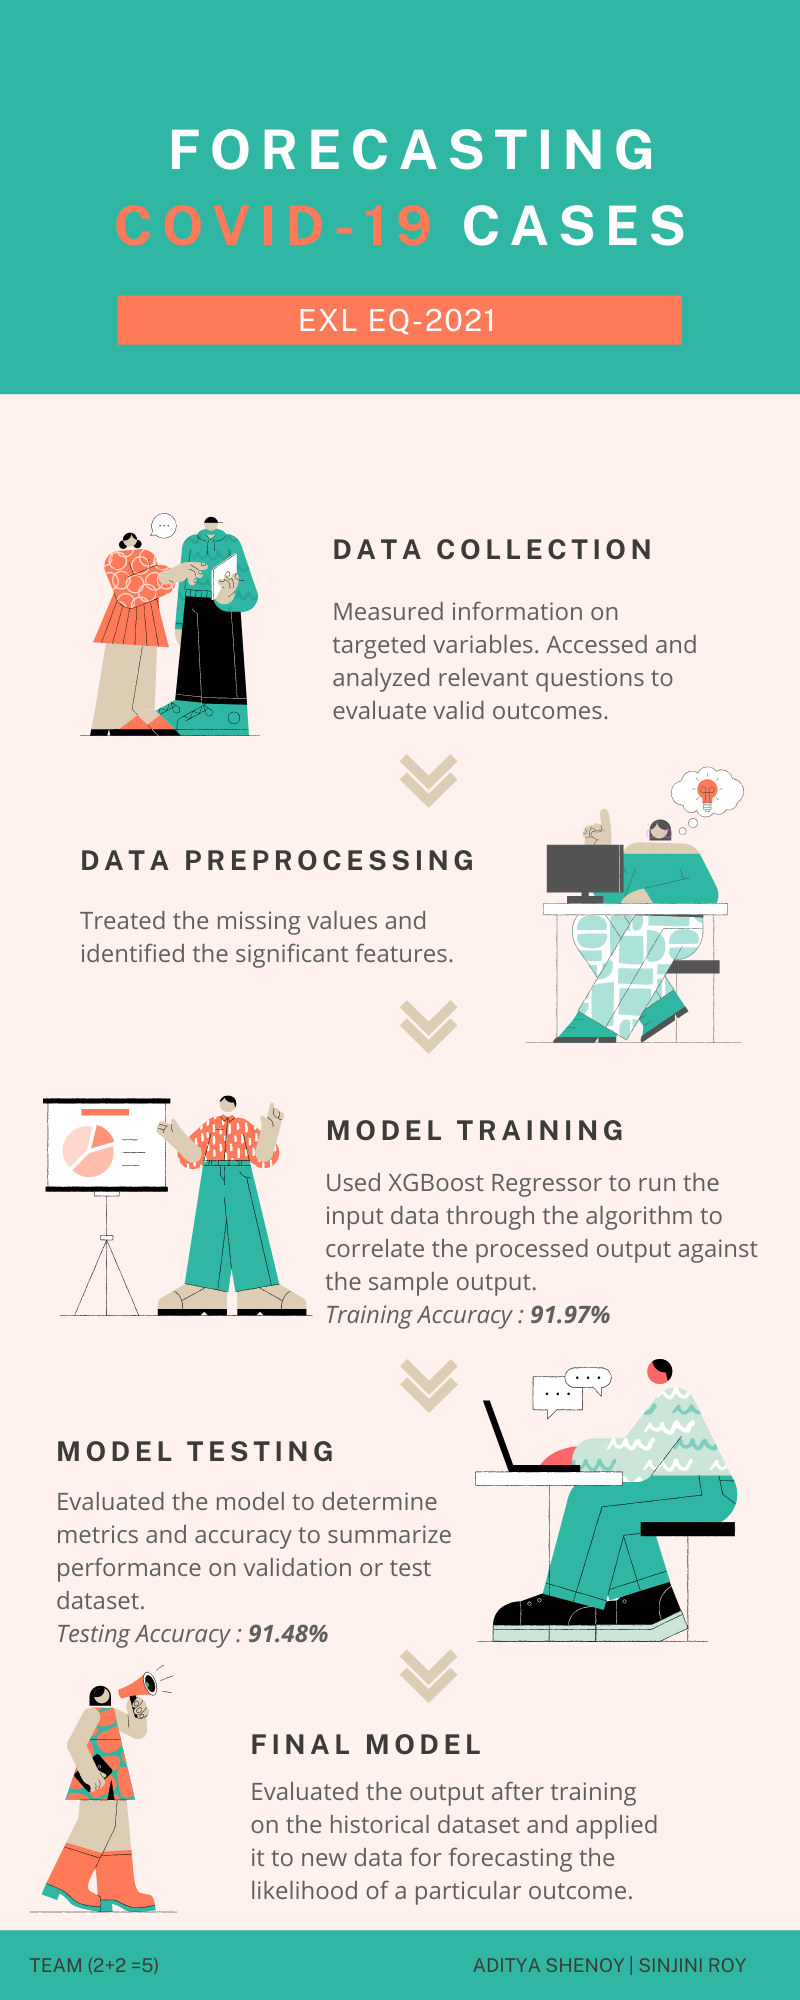 FORECASTING
COVID-19 CASES
EXL EQ-2021
DATA COLLECTION
Measured information on
targeted variables. Accessed and
analyzed relevant questions to
evaluate valid outcomes.
DATA PREPROCESSING
Treated the missing values and
identified the significant features.
MODEL TRAINING
Used XGBoost Regressor to run the
input data through the algorithm to
correlate the processed output against
the sample output.
Training Accuracy : 91.97%
MODEL TESTING
Evaluated the model to determine
metrics and accuracy to summarize
performance on validation or test
dataset.
Testing Accuracy : 91.48%
FINAL MODEL
Evaluated the output after training
on the historical dataset and applied
it to new data for forecasting the
likelihood of a particular outcome.
TEAM (2+2 =5)
ADITYA SHENOY | SINJINI ROY